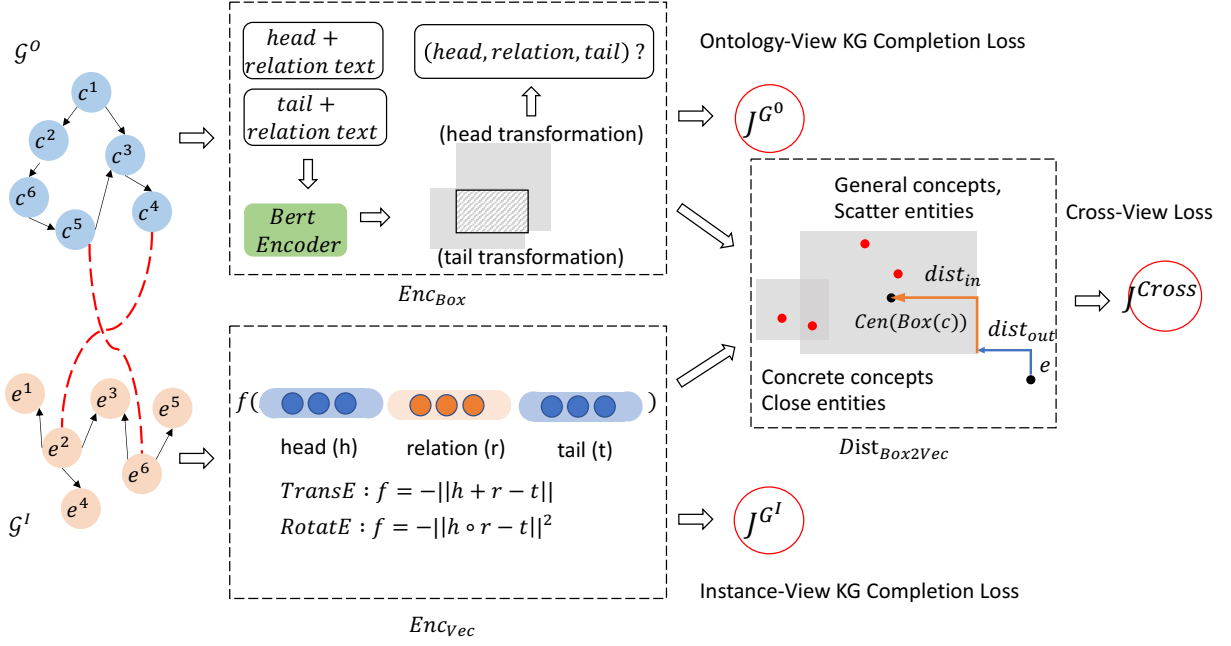 𝒢^O
c^1
c^2
c^3
c^6
c^4
c^5
e^1
e^3
e^5
e^2
e^6
e^4
𝒢^I
head +
relation text
tail +
relation text
Bert
Encoder
(head, relation, tail) ?
(head transformation)
(tail transformation)
Enc_Box
f(
)
head (h)
relation (r)
tail (t)
TransE : f = −||h + r − t||
RotatE : f = −||h ∘ r − t||^2
Enc_Vec
Ontology-View KG Completion Loss
J^{G^0}
General concepts,
Scatter entities
dist_in
Cen(Box(c))
dist_out
e
Concrete concepts
Close entities
Dist_Box2Vec
Cross-View Loss
J^Cross
J^{G^I}
Instance-View KG Completion Loss